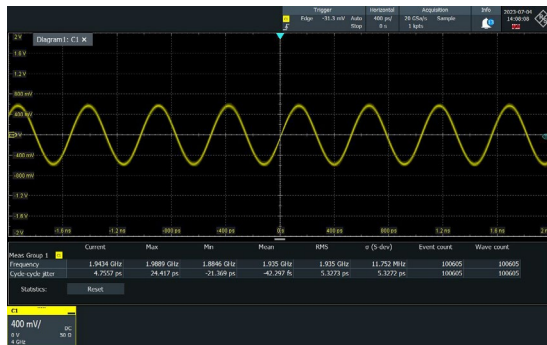 Trigger Horizontal Acquisition Info 2023-07-04
Edge -31.3 mV Auto 400 ps/ 20 GSa/s Sample 14:08:08
Stop 0 s 1 kpts
2 V Diagram1: C1 ×
1.6 V
1.2 V
800 mV
400 mV
-400 mV
-800 mV
-1.2 V
-1.6 V
-2V -1.6 ns -1.2 ns -800 ps -400 ps 0 s 400 ps 800 ps 1.2 ns 1.6 ns
Current Max Min Mean RMS σ (S-dev) Event count Wave count
Meas Group 1
Frequency 1.9434 GHz 1.9889 GHz 1.8846 GHz 1.935 GHz 1.935 GHz 11.752 MHz 100605 100605
Cycle-cycle jitter 4.7557 ps 24.417 ps -21.369 ps -42.297 fs 5.3273 ps 5.3272 ps 100605 100605
Statistics: Reset
C1
400 mV/ DC
0 V 50 Ω
4 GHz